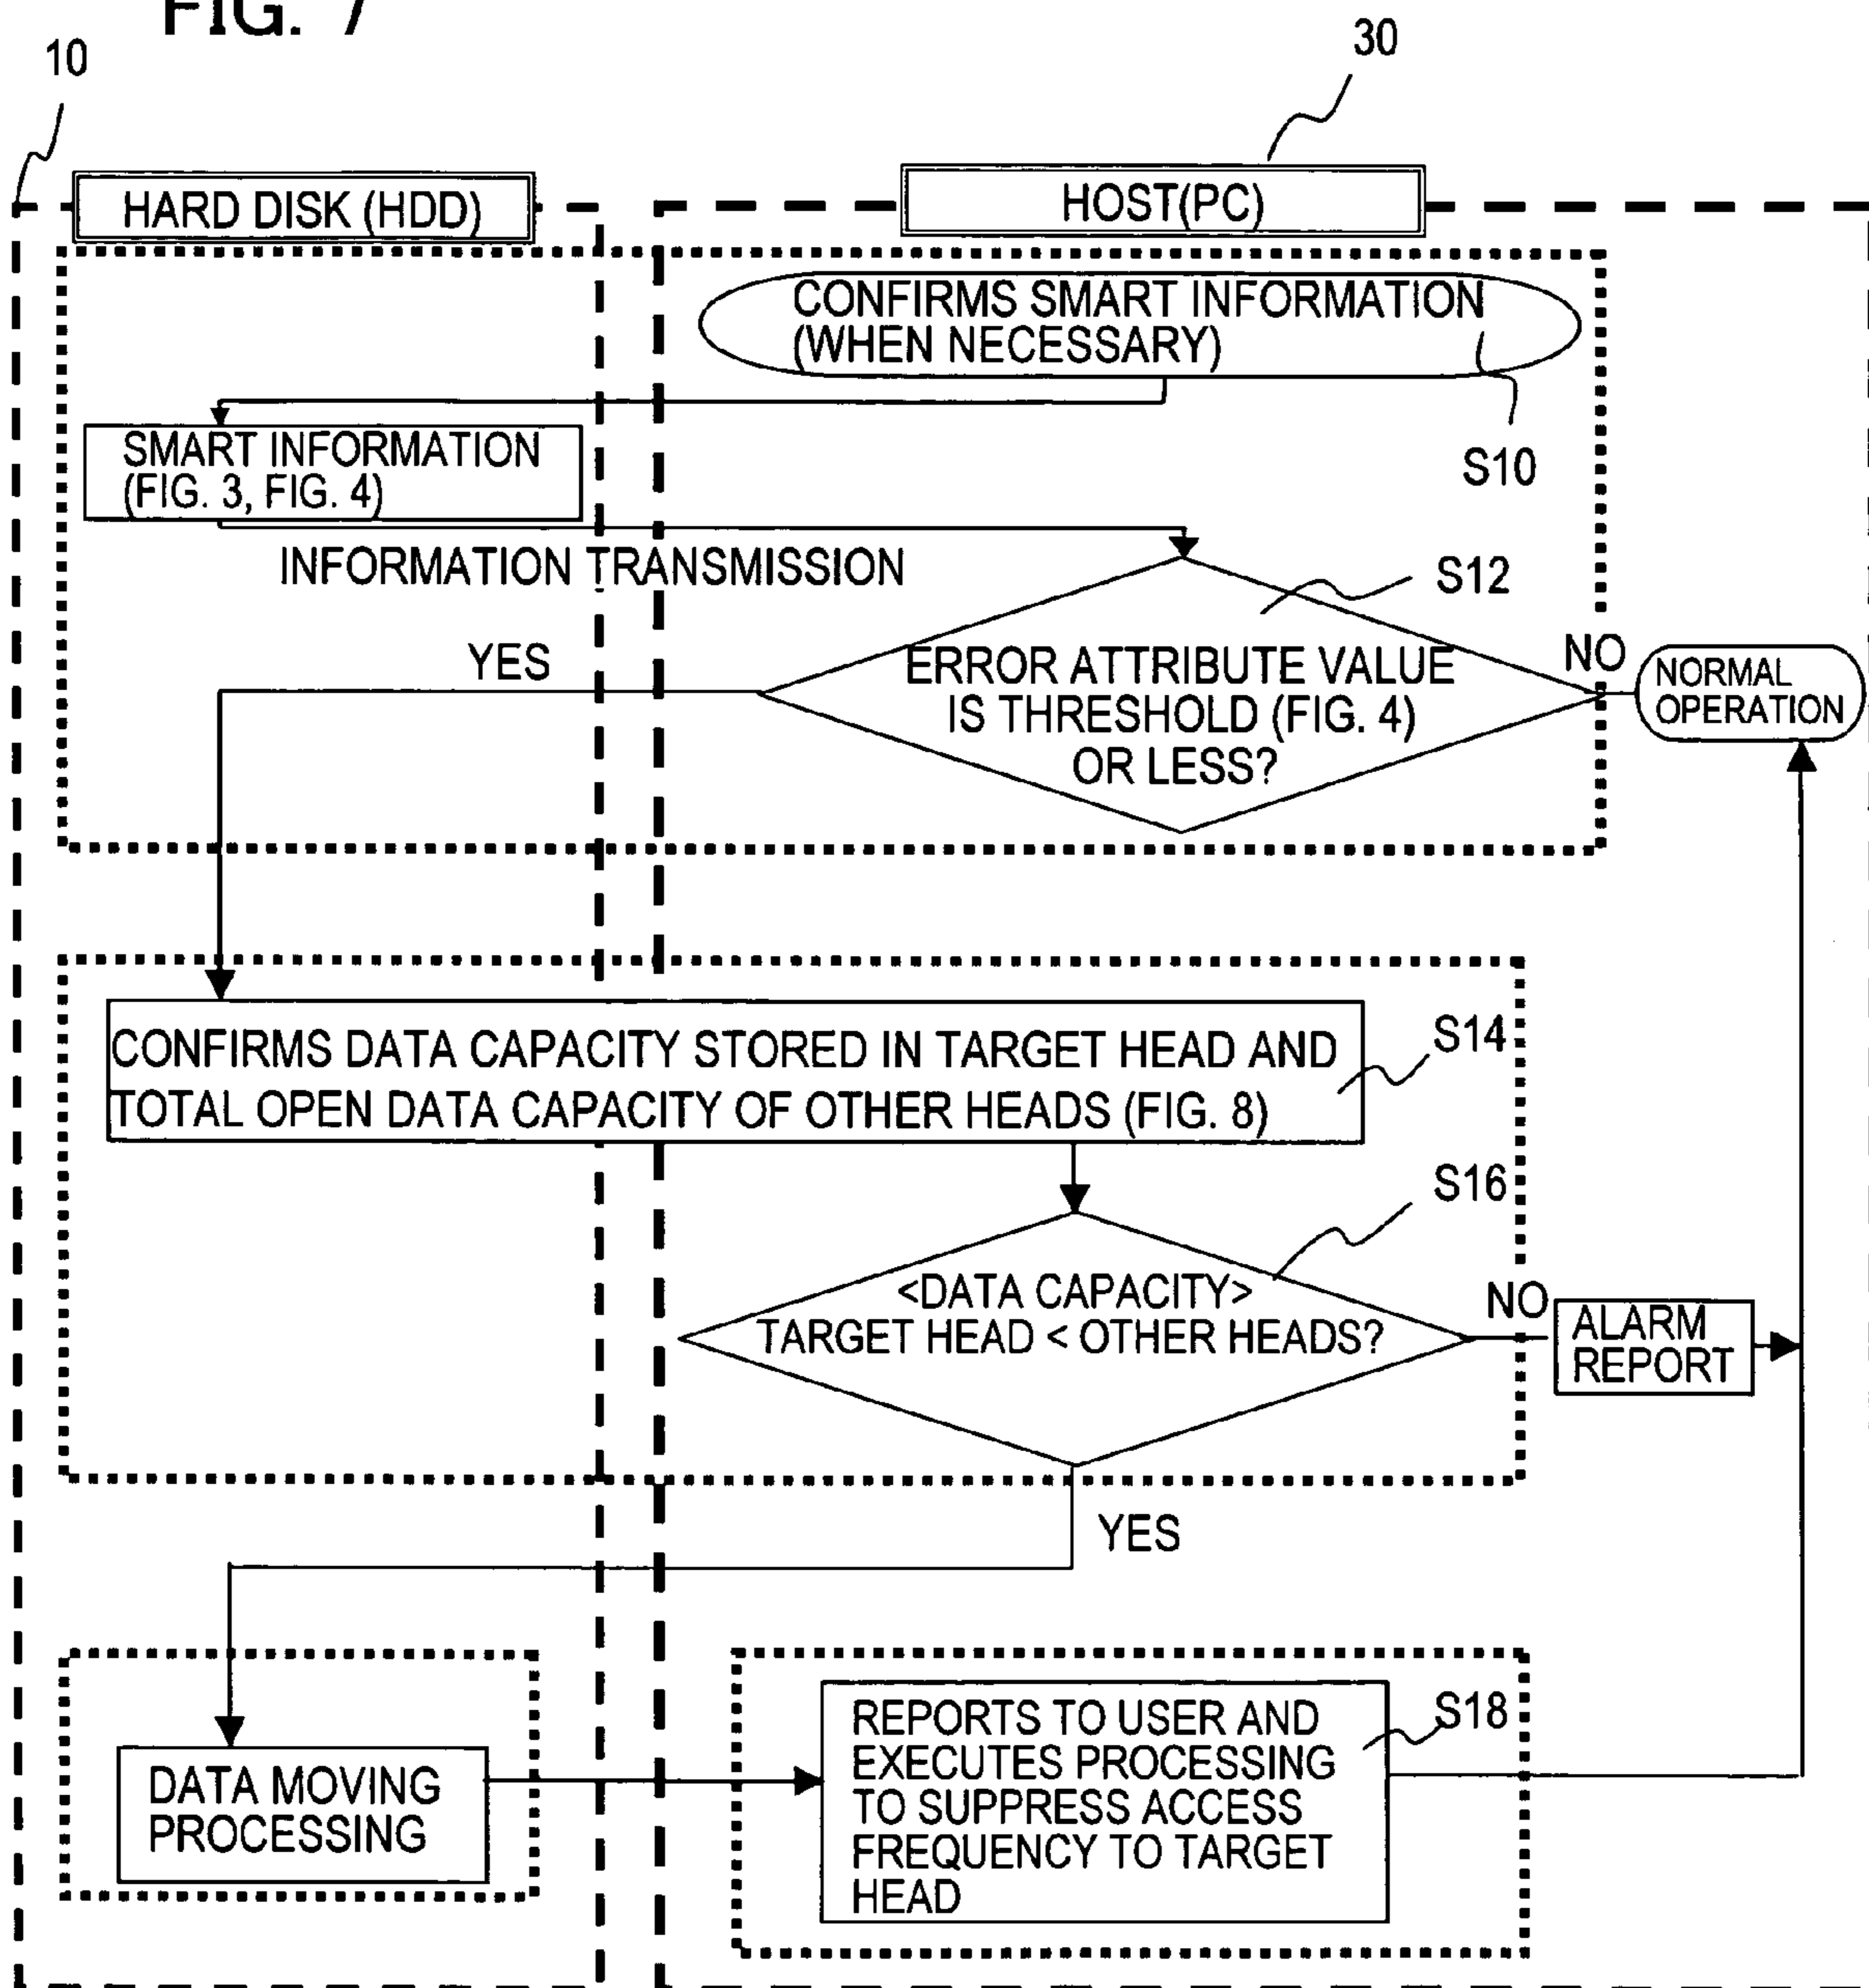 FIG. 7
10
30
HARD DISK (HDD)
HOST(PC)
CONFIRMS SMART INFORMATION
(WHEN NECESSARY)
S10
SMART INFORMATION
(FIG. 3, FIG. 4)
INFORMATION TRANSMISSION
S12
YES
ERROR ATTRIBUTE VALUE
IS THRESHOLD (FIG. 4)
OR LESS?
NO
NORMAL
OPERATION
CONFIRMS DATA CAPACITY STORED IN TARGET HEAD AND
TOTAL OPEN DATA CAPACITY OF OTHER HEADS (FIG. 8)
S14
S16
<DATA CAPACITY>
TARGET HEAD < OTHER HEADS?
NO
ALARM
REPORT
YES
DATA MOVING
PROCESSING
REPORTS TO USER AND
EXECUTES PROCESSING
TO SUPPRESS ACCESS
FREQUENCY TO TARGET
HEAD
S18